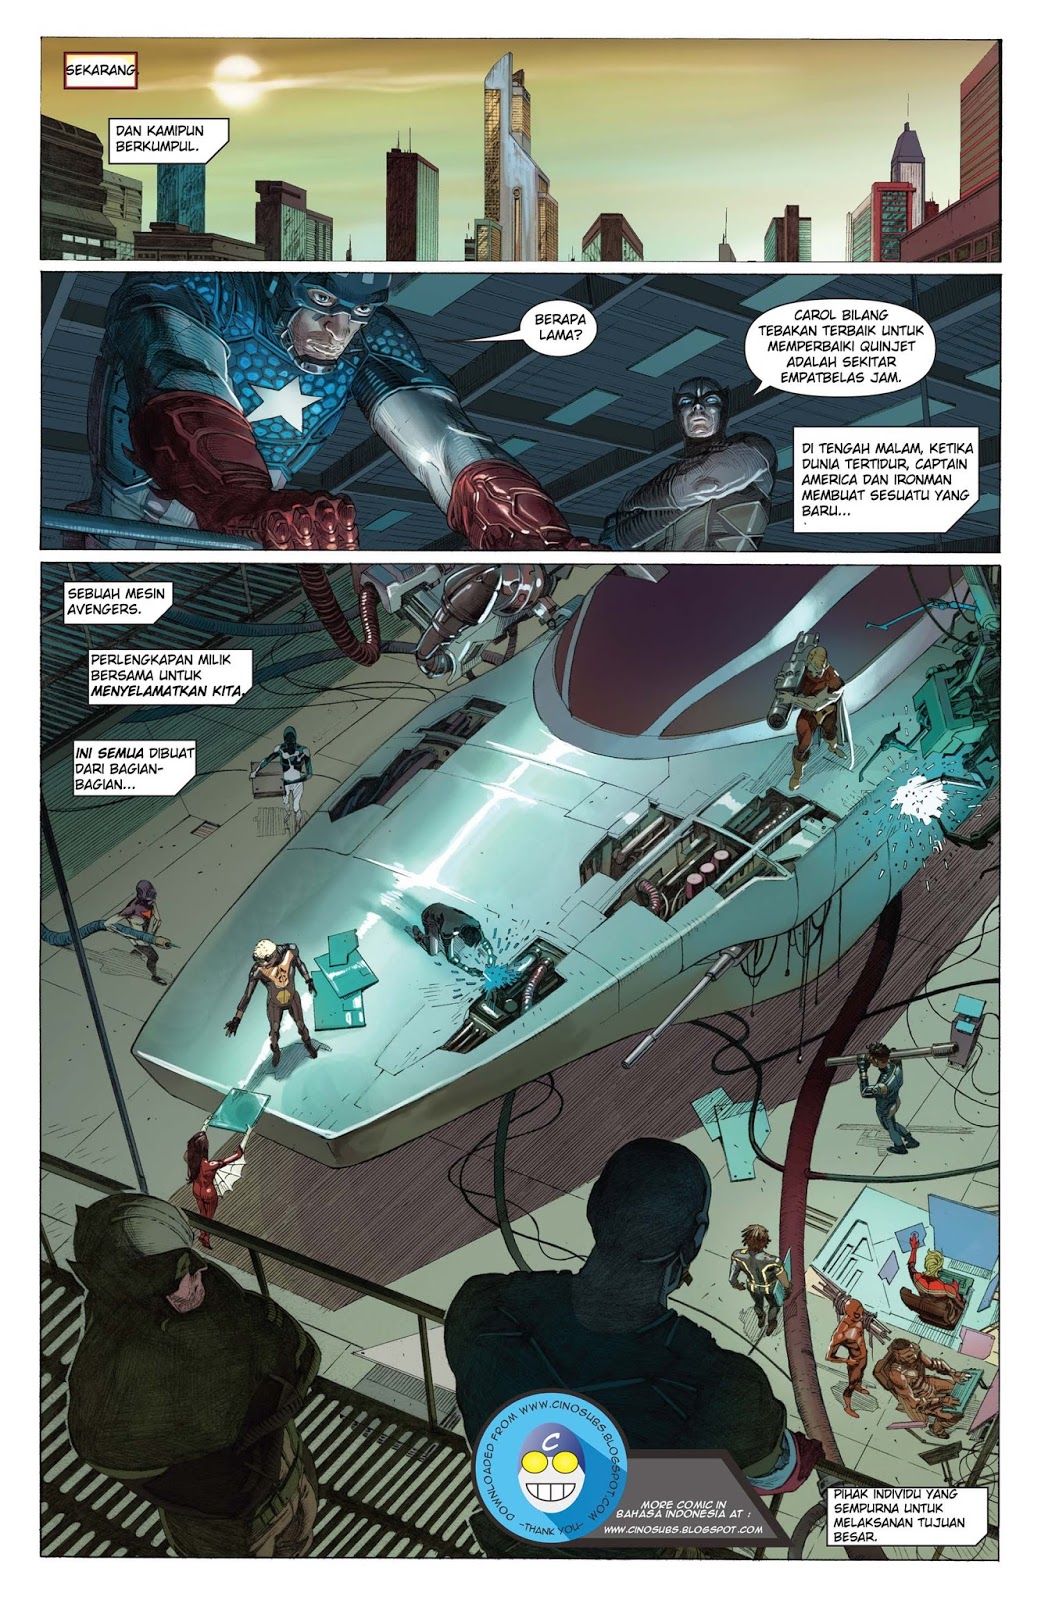 SEKARANG.
DAN KAMIPUN
BERKUMPUL.
BERAPA
LAMA?
CAROL BILANG
TEBAKAN TERBAIK UNTUK
MEMPERBAIKI QUINJET
ADALAH SEKITAR
EMPATBELAS JAM.
DI TENGAH MALAM, KETIKA
DUNIA TERTIDUR, CAPTAIN
AMERICA DAN IRONMAN
MEMBUAT SESUATU YANG
BARU...
SEBUAH MESIN
AVENGERS.
PERLENGKAPAN MILIK
BERSAMA UNTUK
MENYELAMATKAN KITA.
INI SEMUA DIBUAT
DARI BAGIAN-
BAGIAN...
DOWNLOADED FROM WWW.CINOSUBS.BLOGSPOT.COM
C
~THANK YOU~
MORE COMIC IN
BAHASA INDONESIA AT :
WWW.CINOSUBS.BLOGSPOT.COM
PIHAK INDIVIDU YANG
SEMPURNA UNTUK
MELAKSANAN TUJUAN
BESAR.